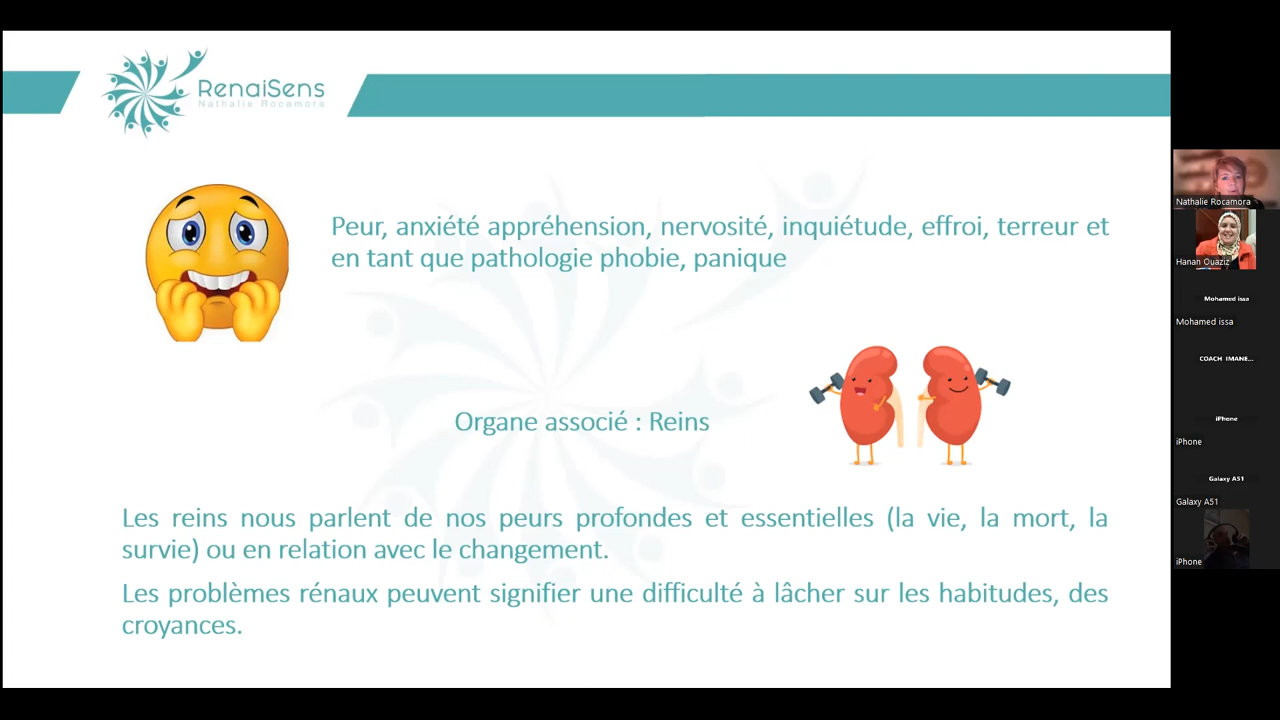 RenaiSens
Nathalie Rocamora
Peur, anxiété appréhension, nervosité, inquiétude, effroi, terreur et
en tant que pathologie phobie, panique
Organe associé : Reins
Les reins nous parlent de nos peurs profondes et essentielles (la vie, la mort, la
survie) ou en relation avec le changement.
Les problèmes rénaux peuvent signifier une difficulté à lâcher sur les habitudes, des
croyances.
Nathalie Rocamora
Hanan Ouaziz
Mohamed issa
Mohamed issa
COACH IMANE...
iPhone
iPhone
Galaxy A51
Galaxy A51
iPhone